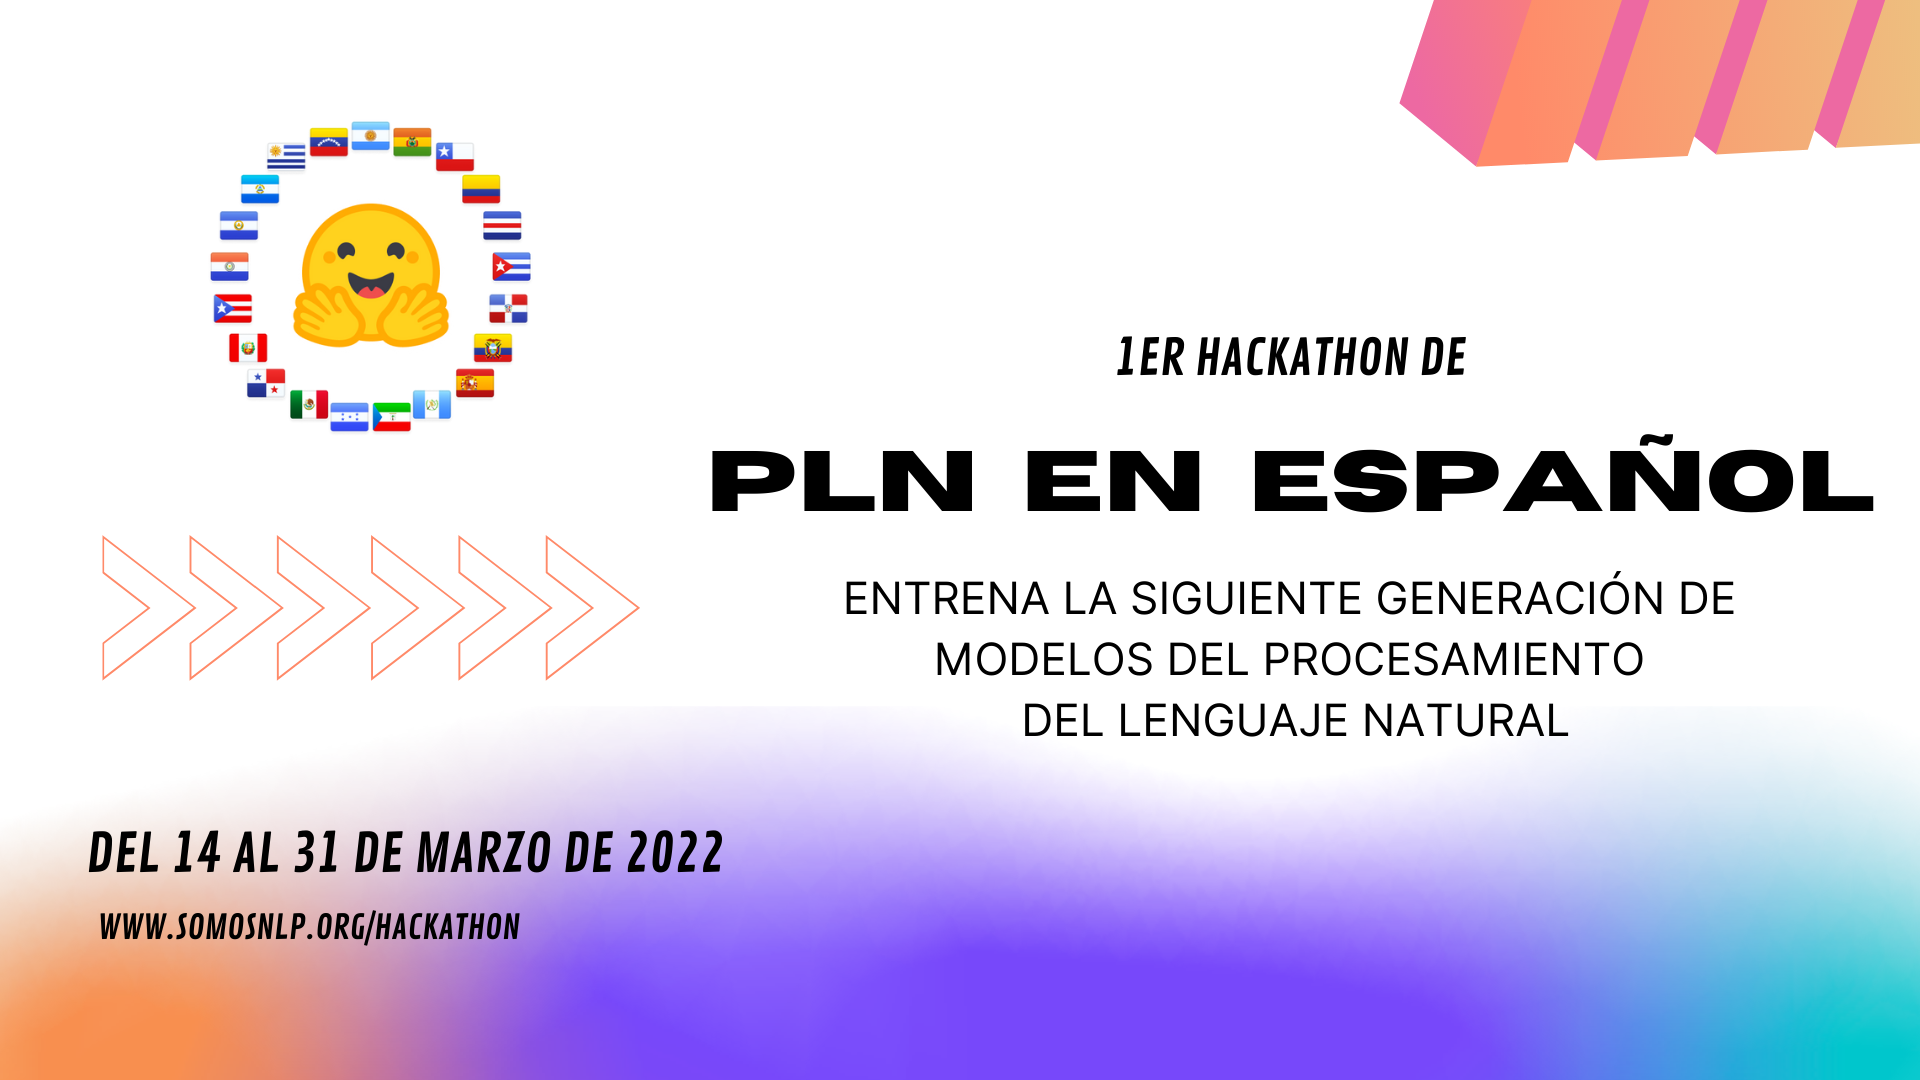 1ER HACKATHON DE
PLN EN ESPAÑOL
ENTRENA LA SIGUIENTE GENERACIÓN DE
MODELOS DEL PROCESAMIENTO
DEL LENGUAJE NATURAL
DEL 14 AL 31 DE MARZO DE 2022
WWW.SOMOSNLP.ORG/HACKATHON